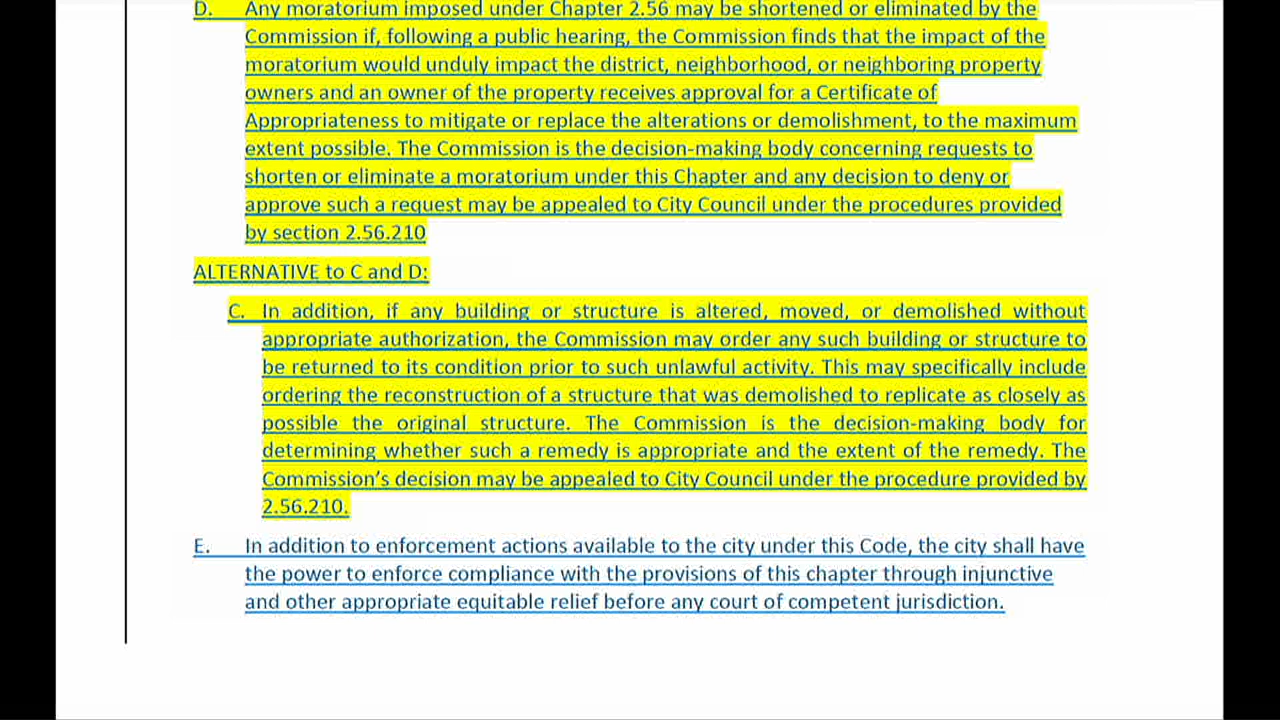 D. Any moratorium imposed under Chapter 2.56 may be shortened or eliminated by the
Commission if, following a public hearing, the Commission finds that the impact of the
moratorium would unduly impact the district, neighborhood, or neighboring property
owners and an owner of the property receives approval for a Certificate of
Appropriateness to mitigate or replace the alterations or demolishment, to the maximum
extent possible. The Commission is the decision-making body concerning requests to
shorten or eliminate a moratorium under this Chapter and any decision to deny or
approve such a request may be appealed to City Council under the procedures provided
by section 2.56.210
ALTERNATIVE to C and D:
C. In addition, if any building or structure is altered, moved, or demolished without
appropriate authorization, the Commission may order any such building or structure to
be returned to its condition prior to such unlawful activity. This may specifically include
ordering the reconstruction of a structure that was demolished to replicate as closely as
possible the original structure. The Commission is the decision-making body for
determining whether such a remedy is appropriate and the extent of the remedy. The
Commission’s decision may be appealed to City Council under the procedure provided by
2.56.210.
E. In addition to enforcement actions available to the city under this Code, the city shall have
the power to enforce compliance with the provisions of this chapter through injunctive
and other appropriate equitable relief before any court of competent jurisdiction.